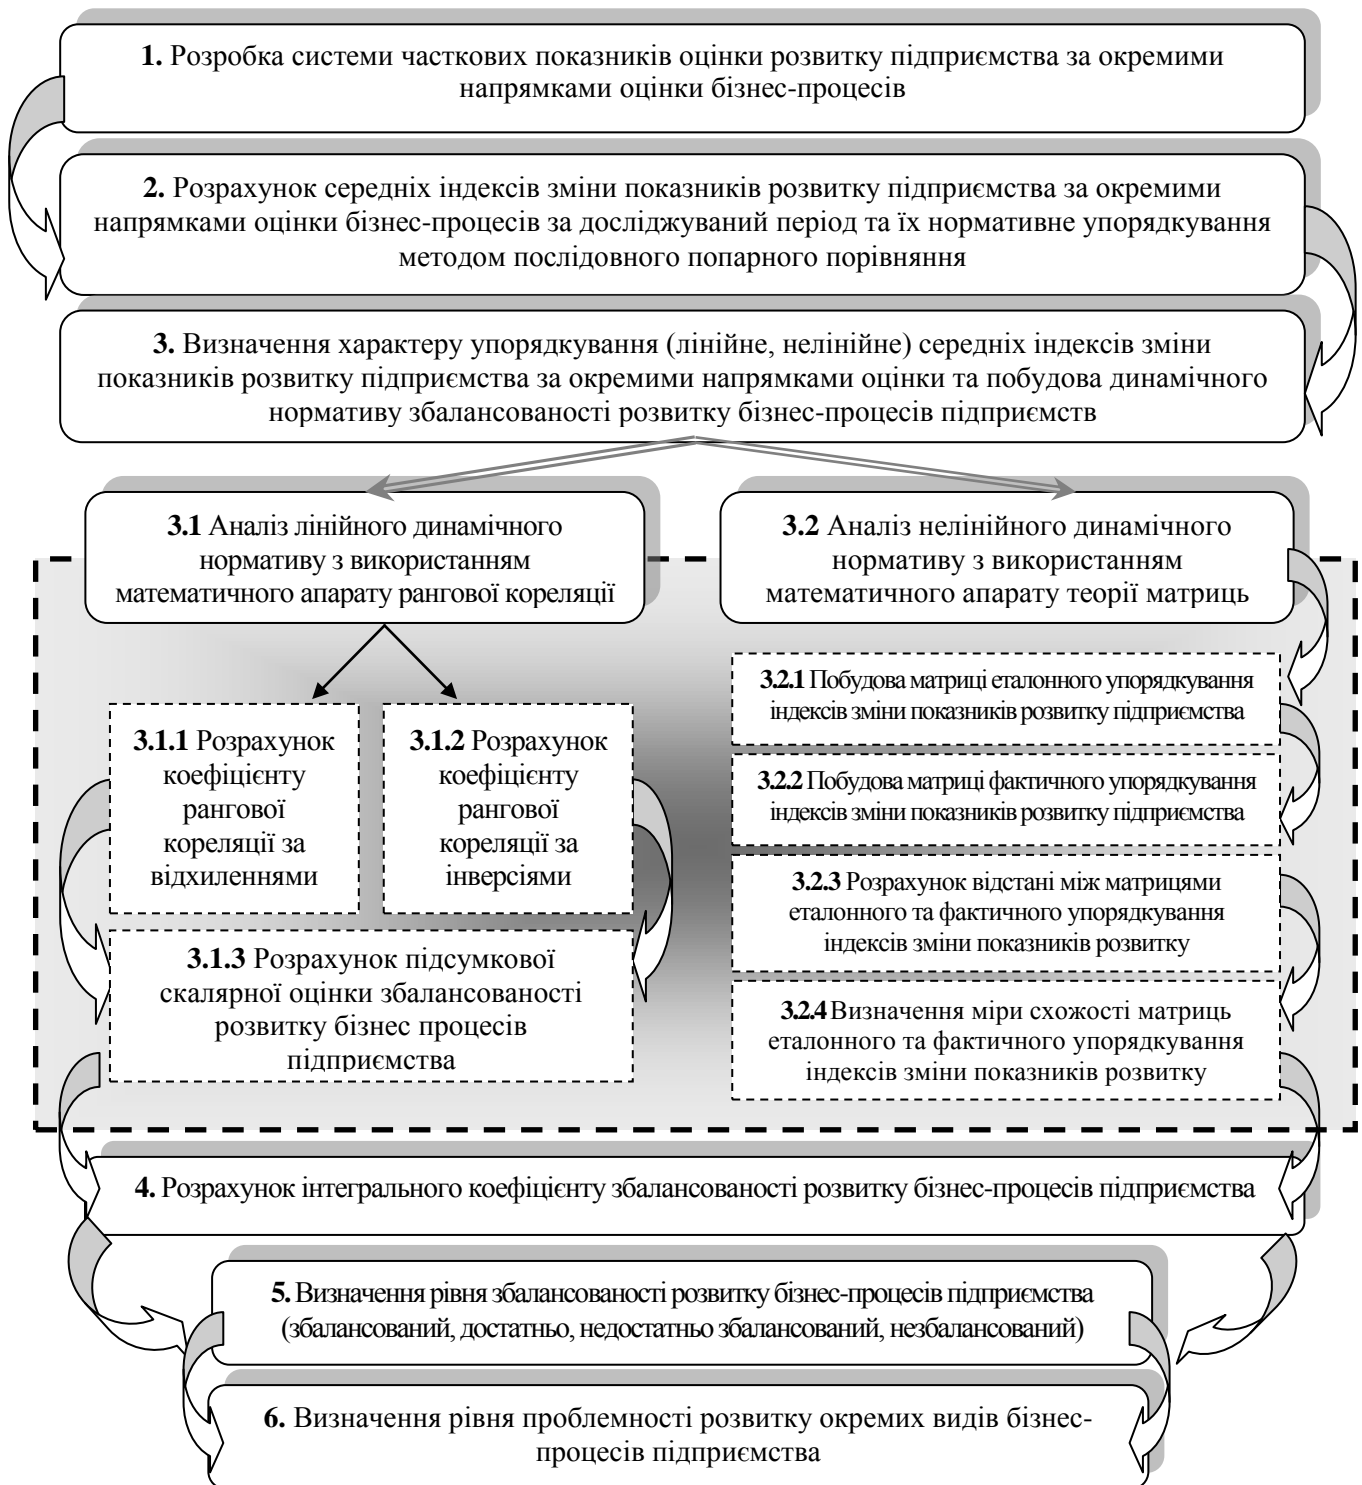 1. Розробка системи часткових показників оцінки розвитку підприємства за окремими
напрямками оцінки бізнес-процесів
2. Розрахунок середніх індексів зміни показників розвитку підприємства за окремими
напрямками оцінки бізнес-процесів за досліджуваний період та їх нормативне упорядкування
методом послідовного попарного порівняння
3. Визначення характеру упорядкування (лінійне, нелінійне) середніх індексів зміни
показників розвитку підприємства за окремими напрямками оцінки та побудова динамічного
нормативу збалансованості розвитку бізнес-процесів підприємств
3.1 Аналіз лінійного динамічного
нормативу з використанням
математичного апарату рангової кореляції
3.2 Аналіз нелінійного динамічного
нормативу з використанням
математичного апарату теорії матриць
3.1.1 Розрахунок
коефіцієнту
рангової
кореляції за
відхиленнями
3.1.2 Розрахунок
коефіцієнту
рангової
кореляції за
інверсіями
3.1.3 Розрахунок підсумкової
скалярної оцінки збалансованості
розвитку бізнес процесів
підприємства
3.2.1 Побудова матриці еталонного упорядкування
індексів зміни показників розвитку підприємства
3.2.2 Побудова матриці фактичного упорядкування
індексів зміни показників розвитку підприємства
3.2.3 Розрахунок відстані між матрицями
еталонного та фактичного упорядкування
індексів зміни показників розвитку
3.2.4 Визначення міри схожості матриць
еталонного та фактичного упорядкування
індексів зміни показників розвитку
4. Розрахунок інтегрального коефіцієнту збалансованості розвитку бізнес-процесів підприємства
5. Визначення рівня збалансованості розвитку бізнес-процесів підприємства
(збалансований, достатньо, недостатньо збалансований, незбалансований)
6. Визначення рівня проблемності розвитку окремих видів бізнес-
процесів підприємства